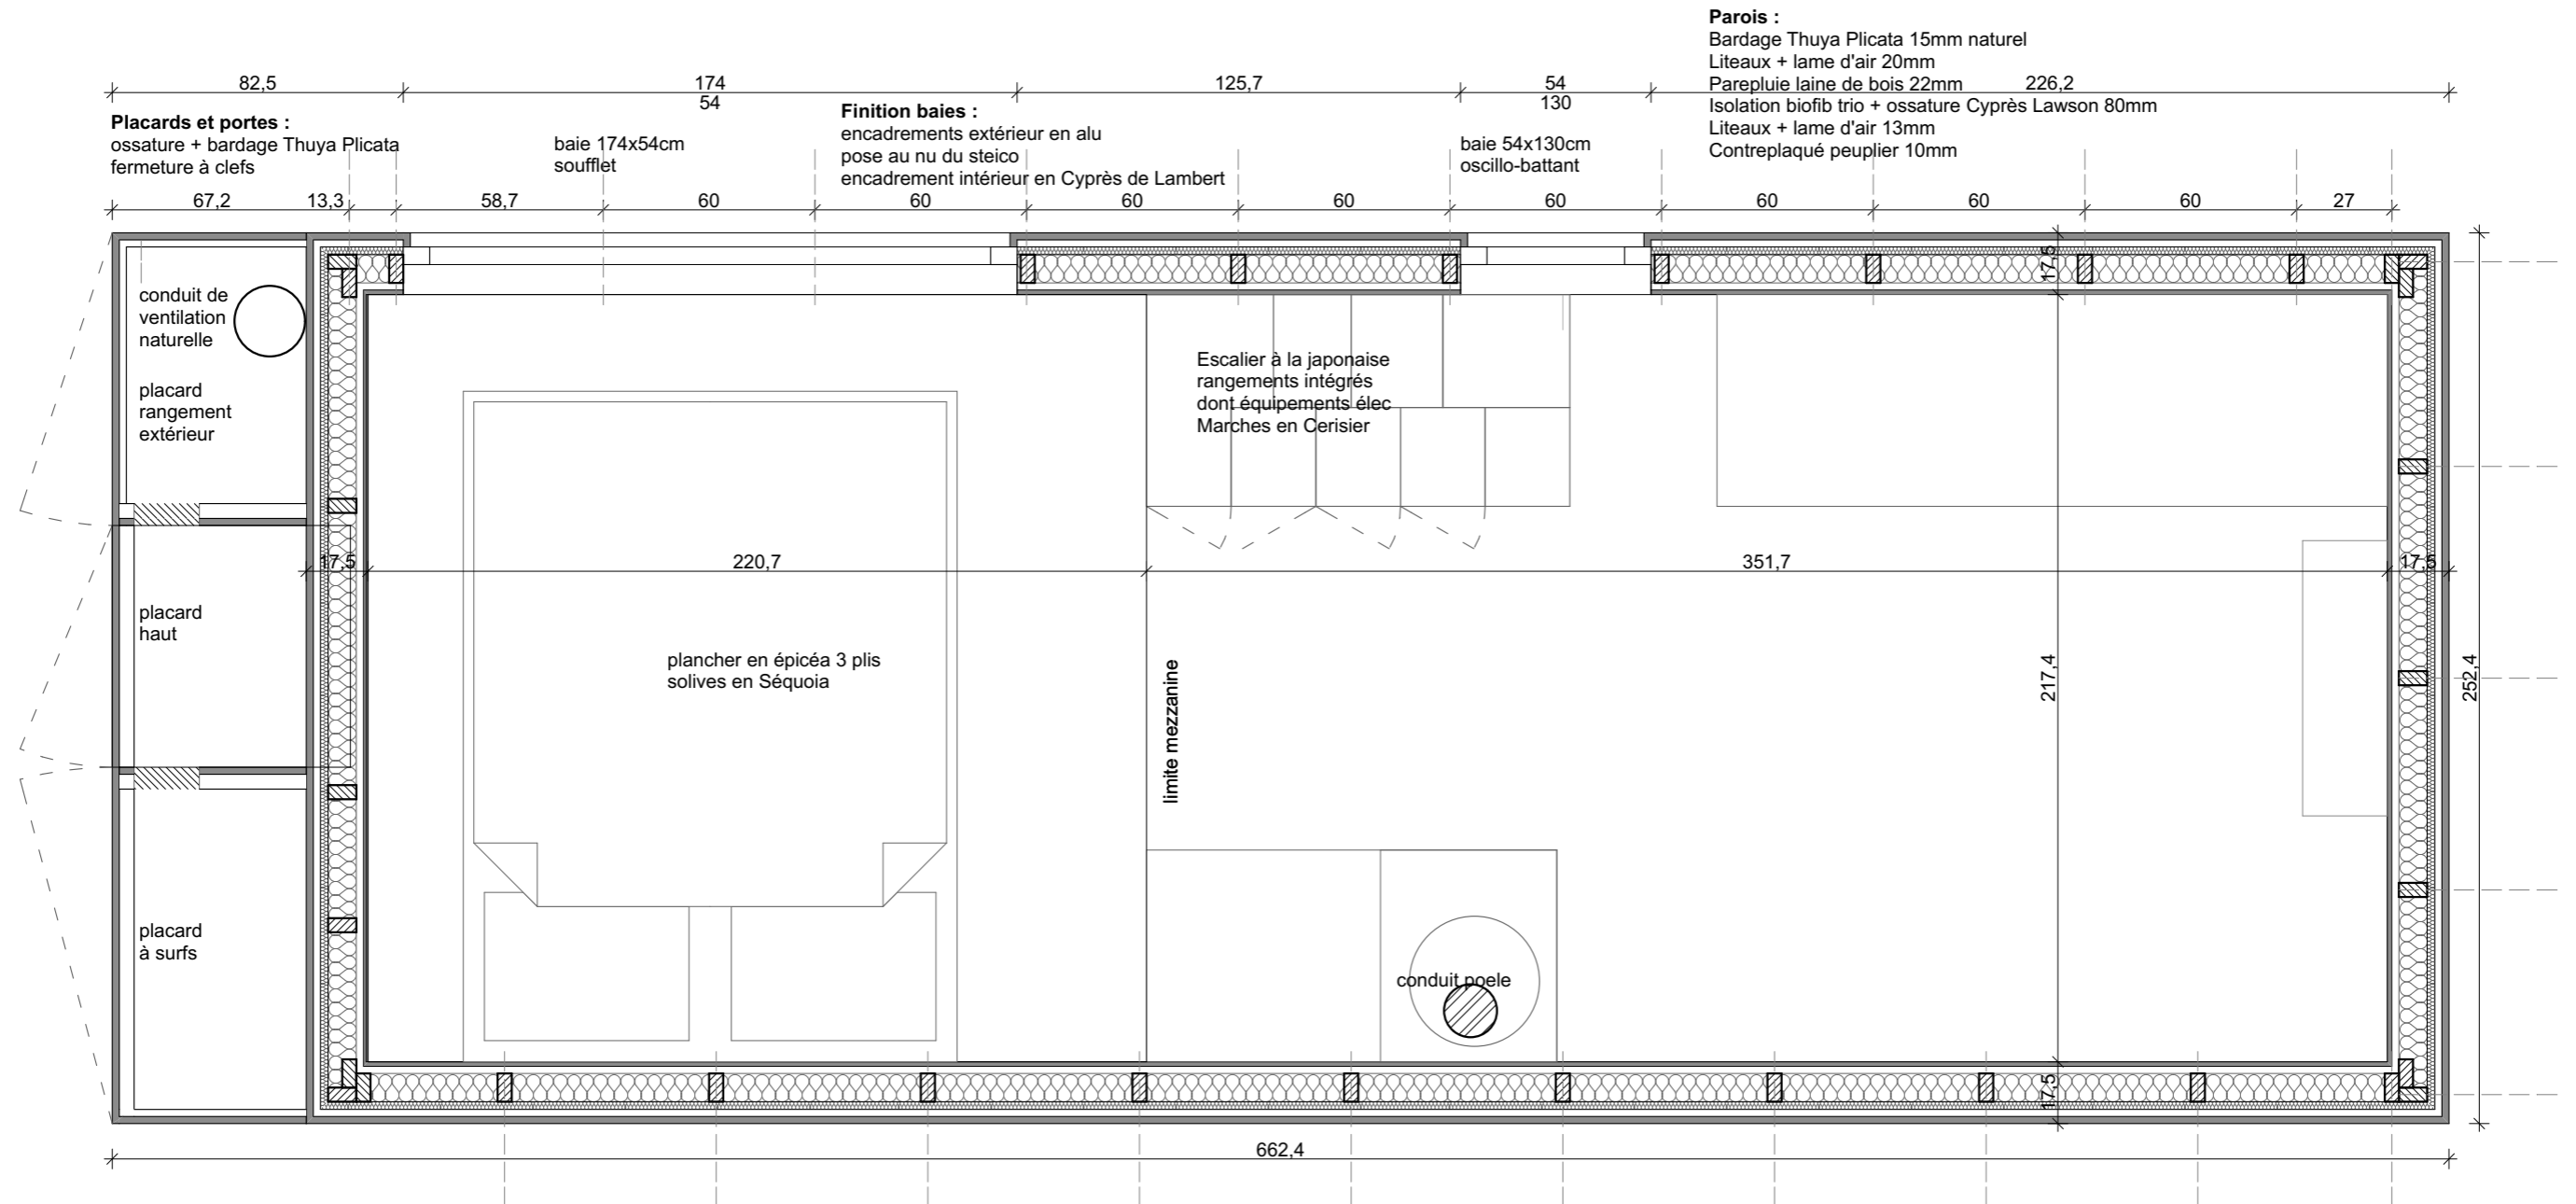 Parois :
Bardage Thuya Plicata 15mm naturel
Liteaux + lame d'air 20mm
Parepluie laine de bois 22mm
Isolation biofib trio + ossature Cyprès Lawson 80mm
Liteaux + lame d'air 13mm
Contreplaqué peuplier 10mm
82,5
174
54
125,7
54
130
226,2
Placards et portes :
ossature + bardage Thuya Plicata
fermeture à clefs
baie 174x54cm
soufflet
Finition baies :
encadrements extérieur en alu
pose au nu du steico
encadrement intérieur en Cyprès de Lambert
baie 54x130cm
oscillo-battant
67,2
13,3
58,7
60
60
60
60
60
60
60
60
27
17,5
conduit de
ventilation
naturelle
placard
rangement
extérieur
Escalier à la japonaise
rangements intégrés
dont équipements élec
Marches en Cerisier
17,5
220,7
351,7
17,5
placard
haut
plancher en épicéa 3 plis
solives en Séquoia
limite mezzanine
217,4
252,4
placard
à surfs
conduit poele
17,5
662,4